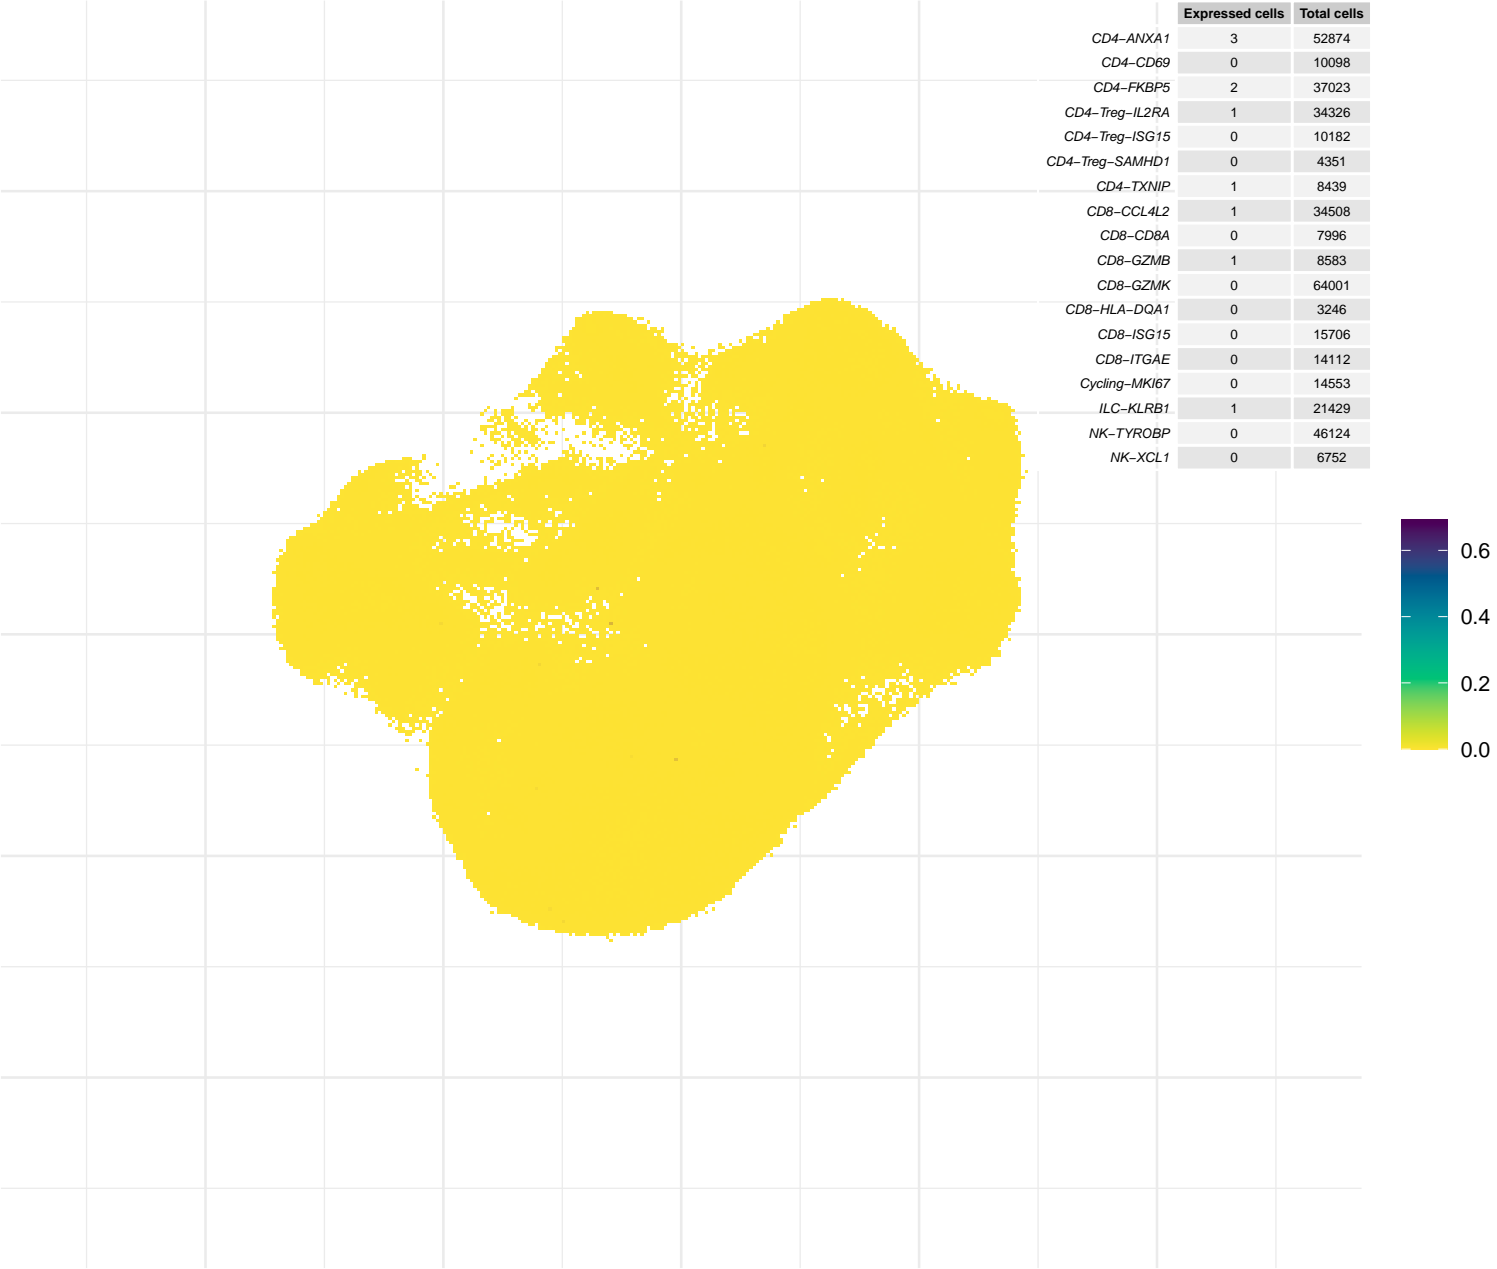 Expressed cells Total cells
CD4−ANXA1 3 52874
CD4−CD69 0 10098
CD4−FKBP5 2 37023
CD4−Treg−IL2RA 1 34326
CD4−Treg−ISG15 0 10182
CD4−Treg−SAMHD1 0 4351
CD4−TXNIP 1 8439
CD8−CCL4L2 1 34508
CD8−CD8A 0 7996
CD8−GZMB 1 8583
CD8−GZMK 0 64001
CD8−HLA−DQA1 0 3246
CD8−ISG15 0 15706
CD8−ITGAE 0 14112
Cycling−MKI67 0 14553
ILC−KLRB1 1 21429
NK−TYROBP 0 46124
NK−XCL1 0 6752
0.6
0.4
0.2
0.0